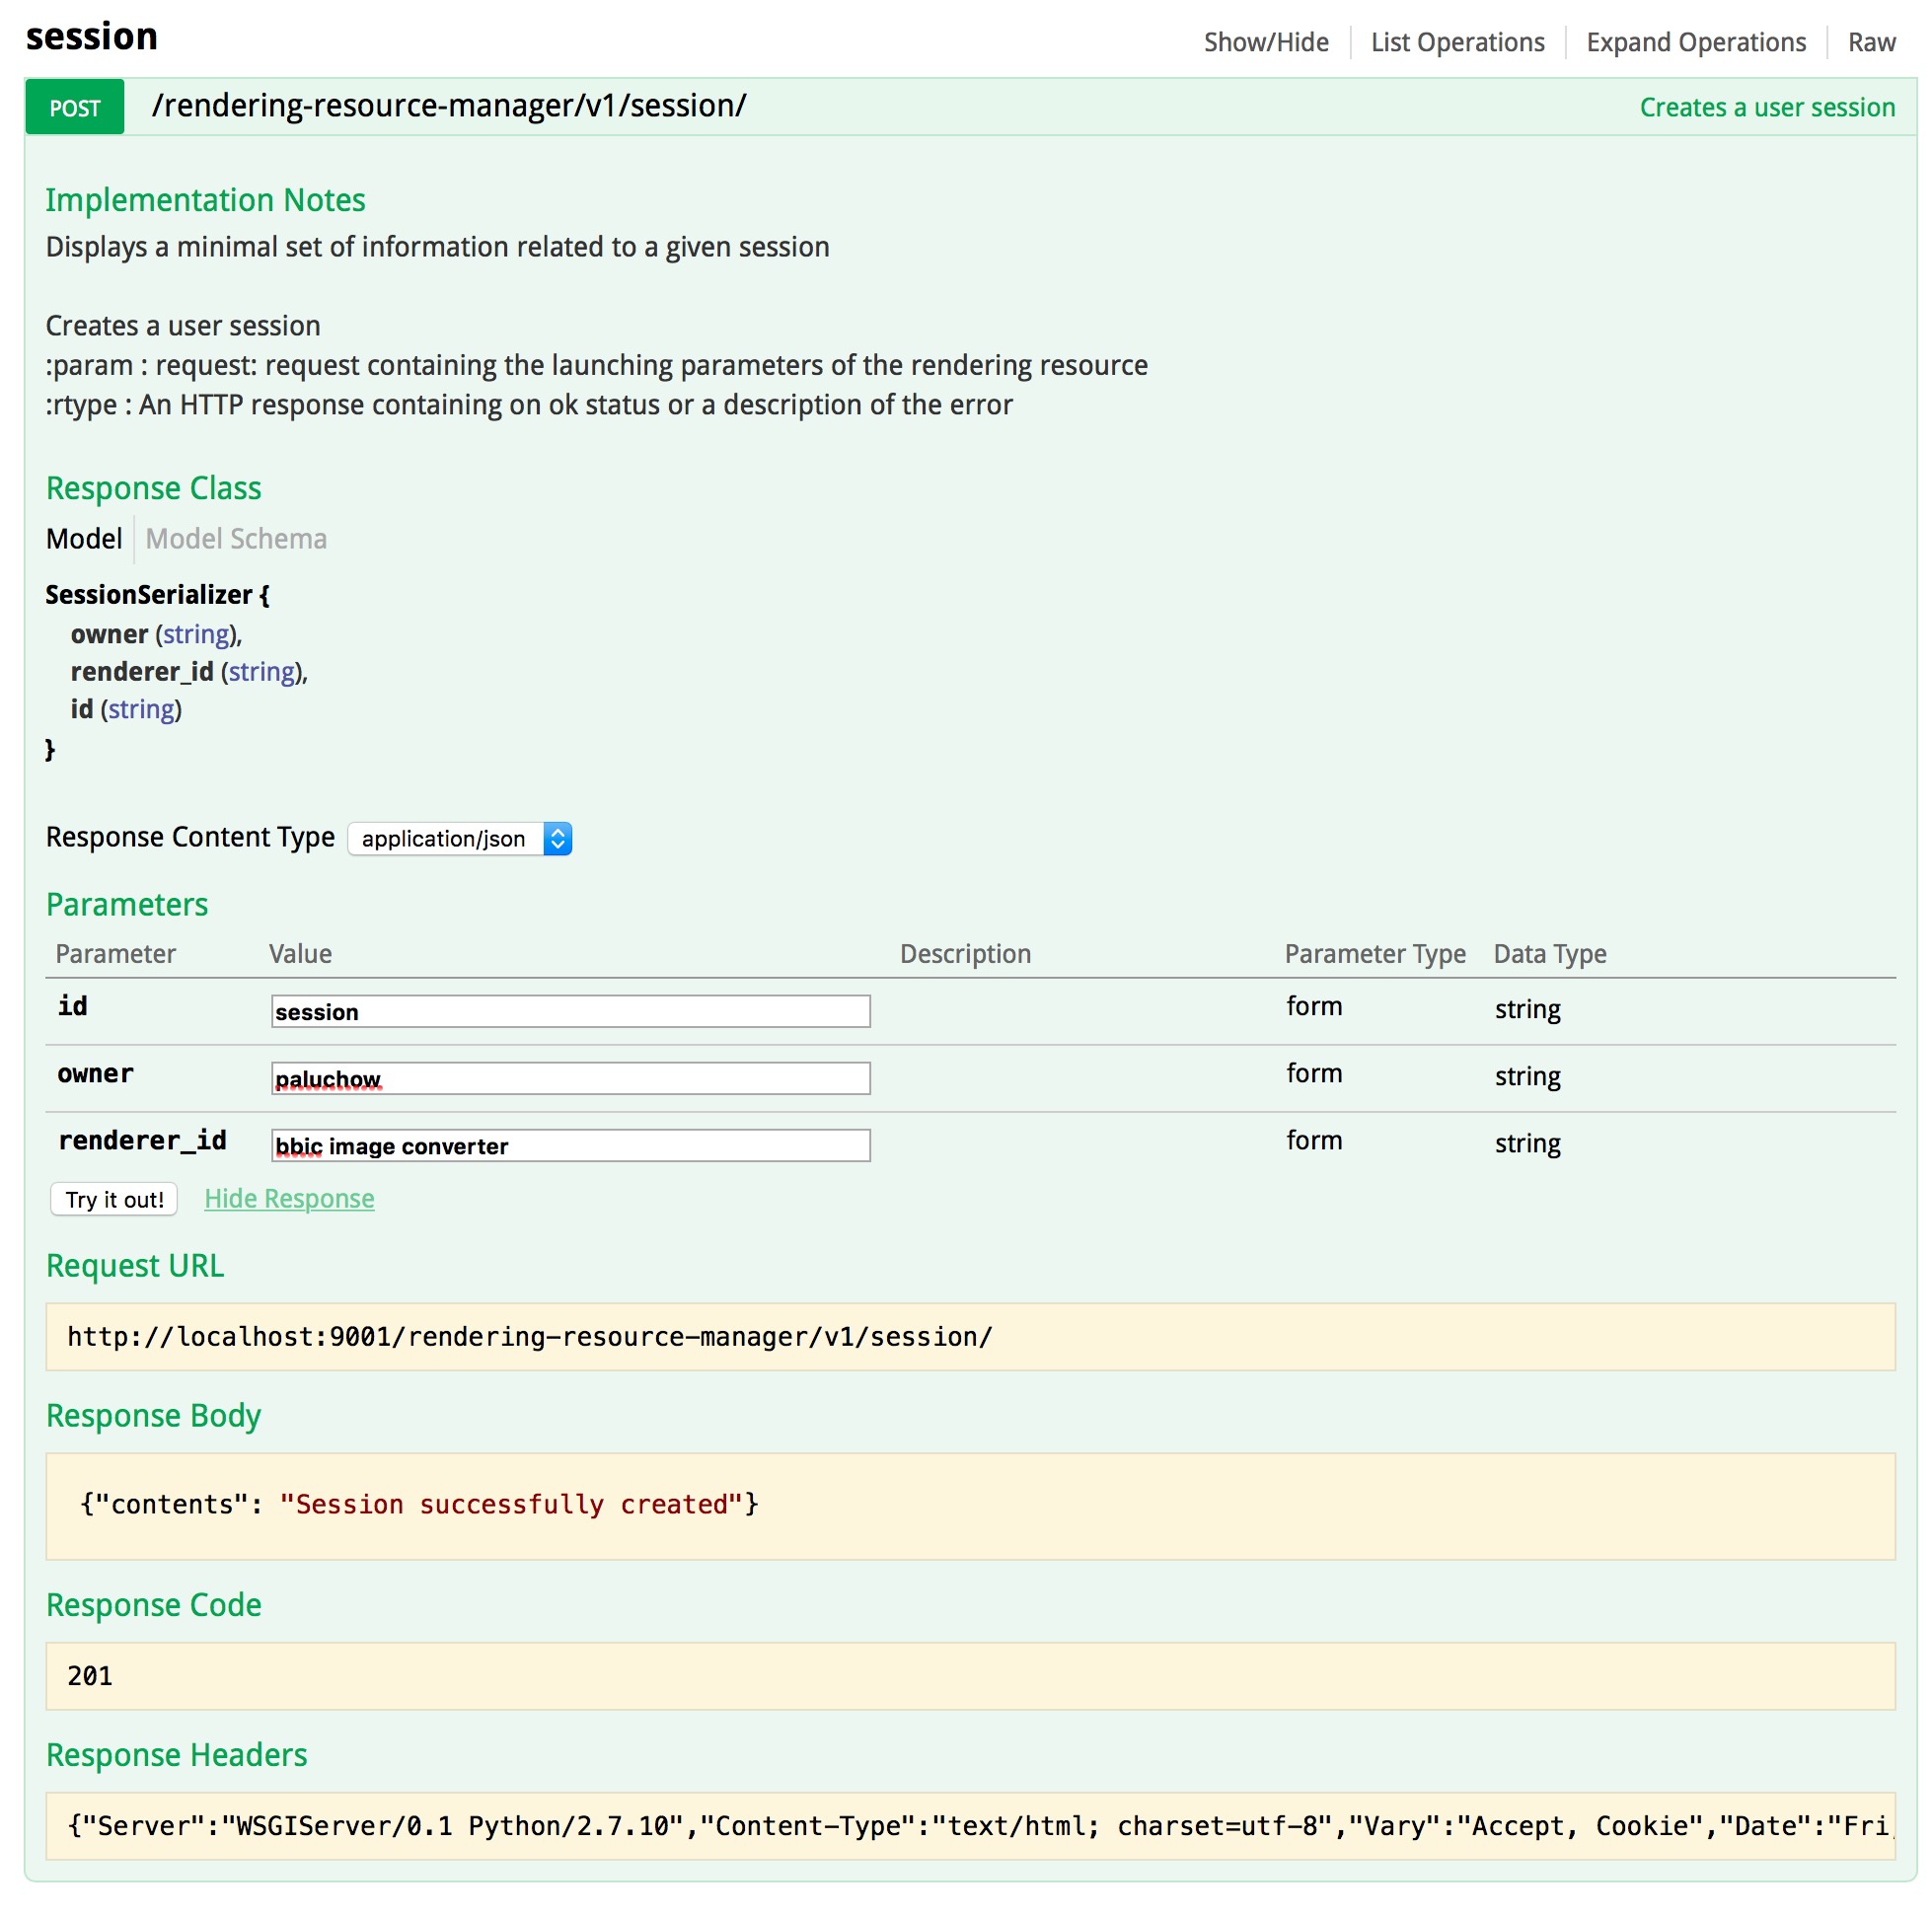 session
Show/Hide List Operations Expand Operations Raw
POST /rendering-resource-manager/v1/session/ Creates a user session
Implementation Notes
Displays a minimal set of information related to a given session
Creates a user session
:param : request: request containing the launching parameters of the rendering resource
:rtype : An HTTP response containing on ok status or a description of the error
Response Class
Model Model Schema
SessionSerializer {
owner (string),
renderer_id (string),
id (string)
}
Response Content Type application/json
Parameters
Parameter Value Description Parameter Type Data Type
id session form string
owner paluchow form string
renderer_id bbic image converter form string
Try it out! Hide Response
Request URL
http://localhost:9001/rendering-resource-manager/v1/session/
Response Body
{"contents": "Session successfully created"}
Response Code
201
Response Headers
{"Server":"WSGIServer/0.1 Python/2.7.10","Content-Type":"text/html; charset=utf-8","Vary":"Accept, Cookie","Date":"Fri,